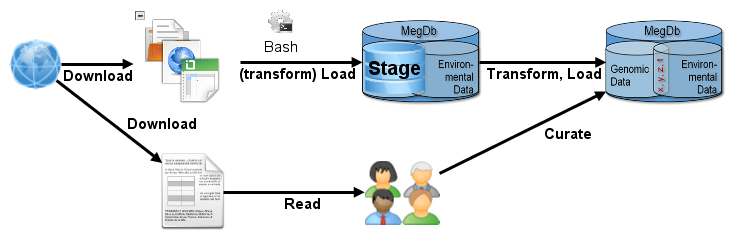 Bash
MegDb
MegDb
Download
(transform) Load
Stage
Environ-
mental
Data
Transform, Load
Genomic
Data
x, y, z, t
Environ-
mental
Data
Download
Curate
Read